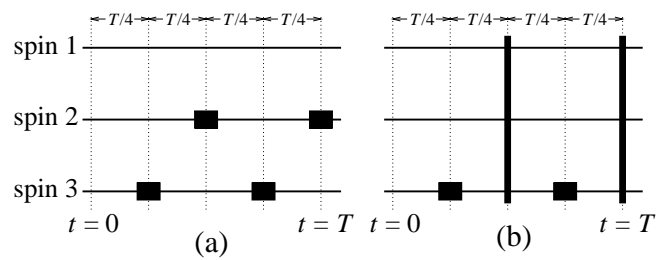 T/4 T/4 T/4 T/4 T/4 T/4 T/4 T/4
spin 1
spin 2
spin 3
t = 0 t = T t = 0 t = T
(a) (b)